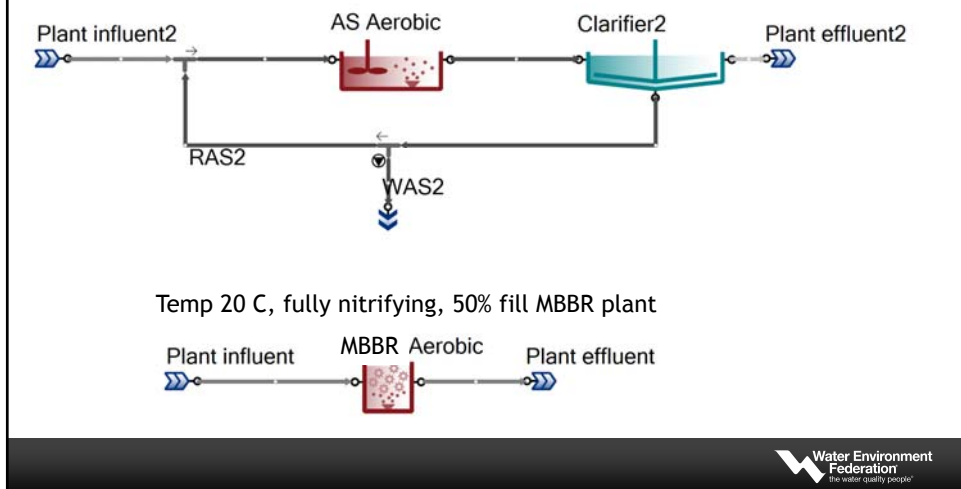 Plant influent2
AS Aerobic
Clarifier2
Plant effluent2
RAS2
WAS2
Temp 20 C, fully nitrifying, 50% fill MBBR plant
Plant influent
MBBR Aerobic
Plant effluent
Water Environment
Federation
the water quality people®